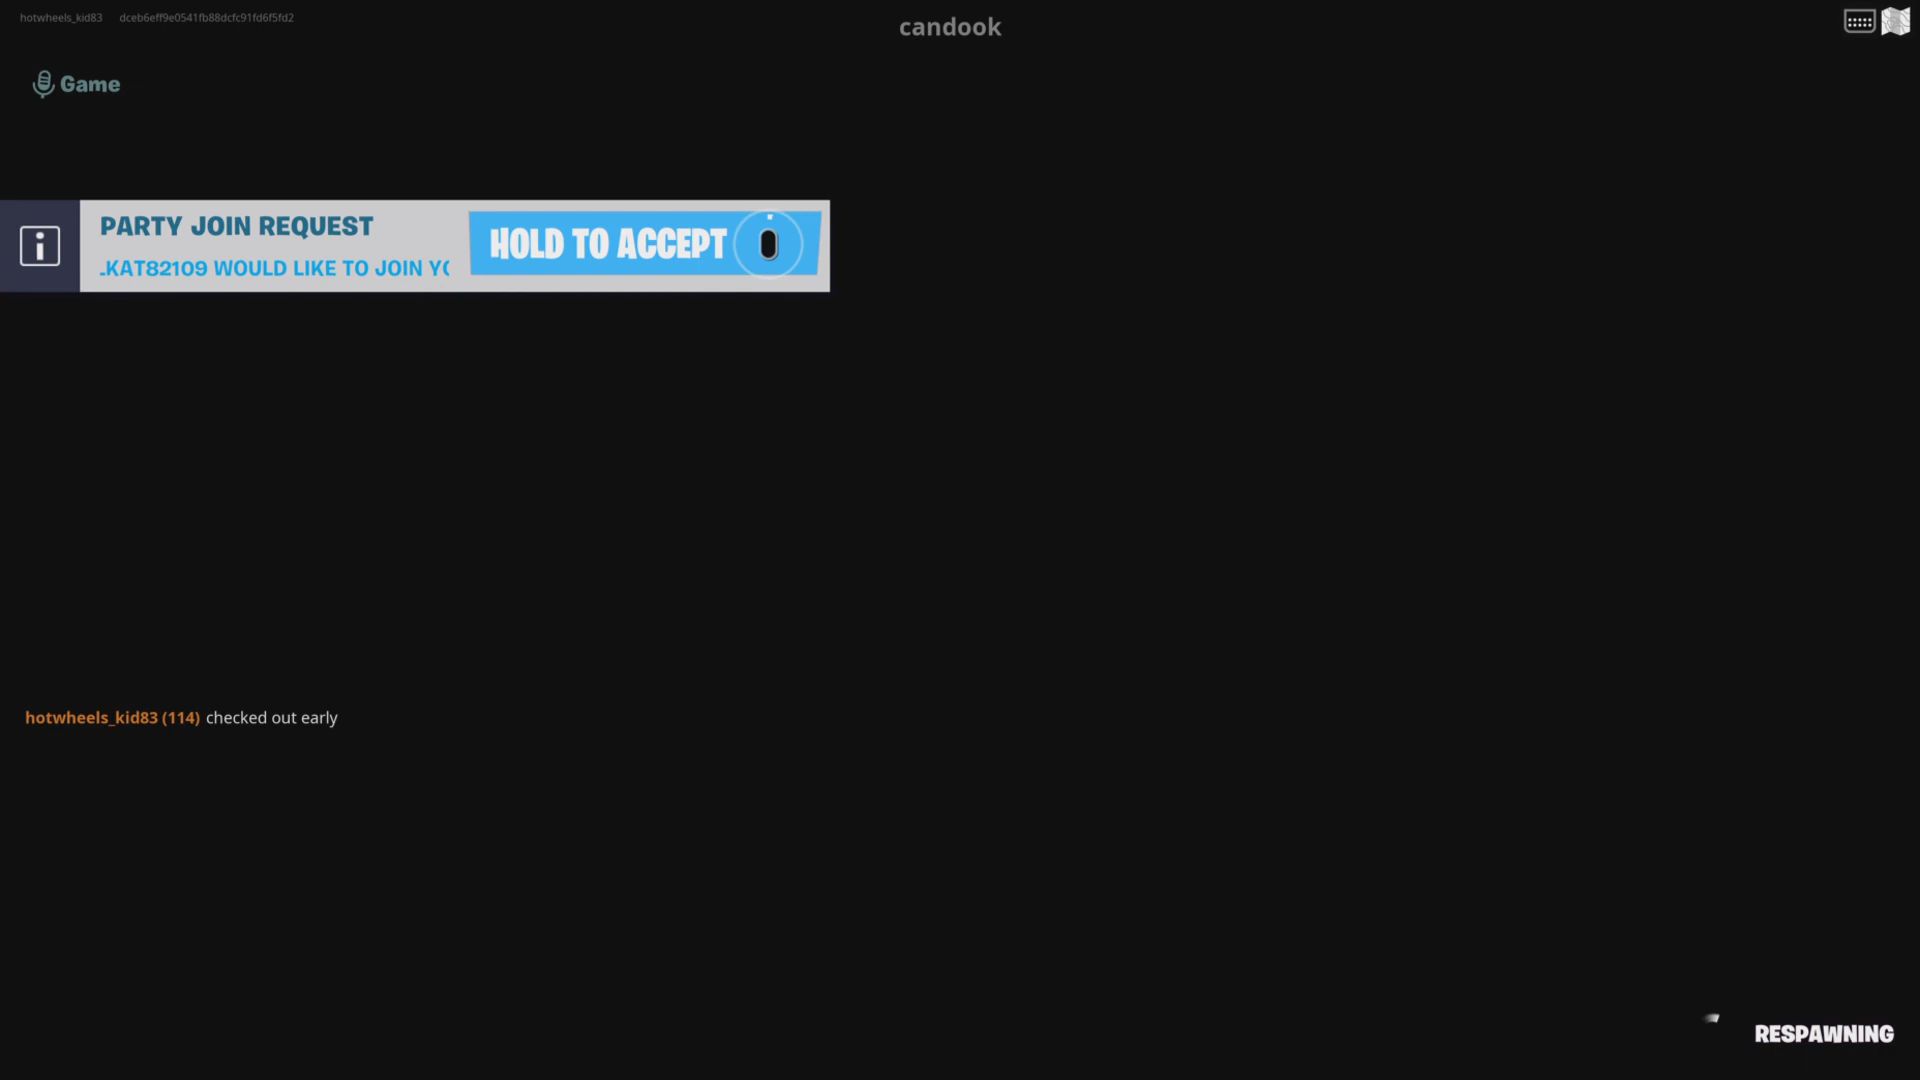 hotwheels_kid83 dceb6eff9e0541fb88dcfc91fd6f5fd2
candook
Game
PARTY JOIN REQUEST
HOLD TO ACCEPT
KAT82109 WOULD LIKE TO JOIN
hotwheels_kid83 (114) checked out early
RESPAWNING